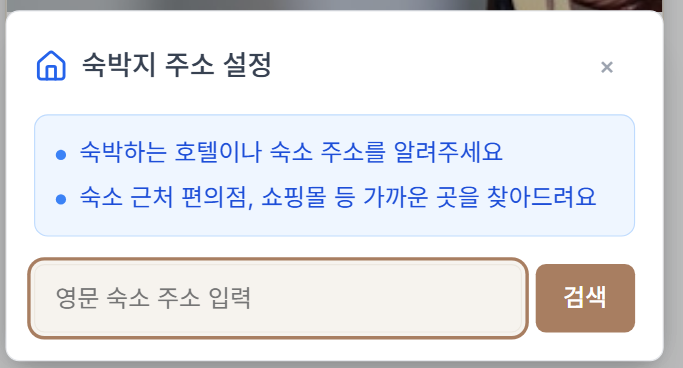 숙박지 주소 설정
×
숙박하는 호텔이나 숙소 주소를 알려주세요
숙소 근처 편의점, 쇼핑몰 등 가까운 곳을 찾아드려요
영문 숙소 주소 입력
검색